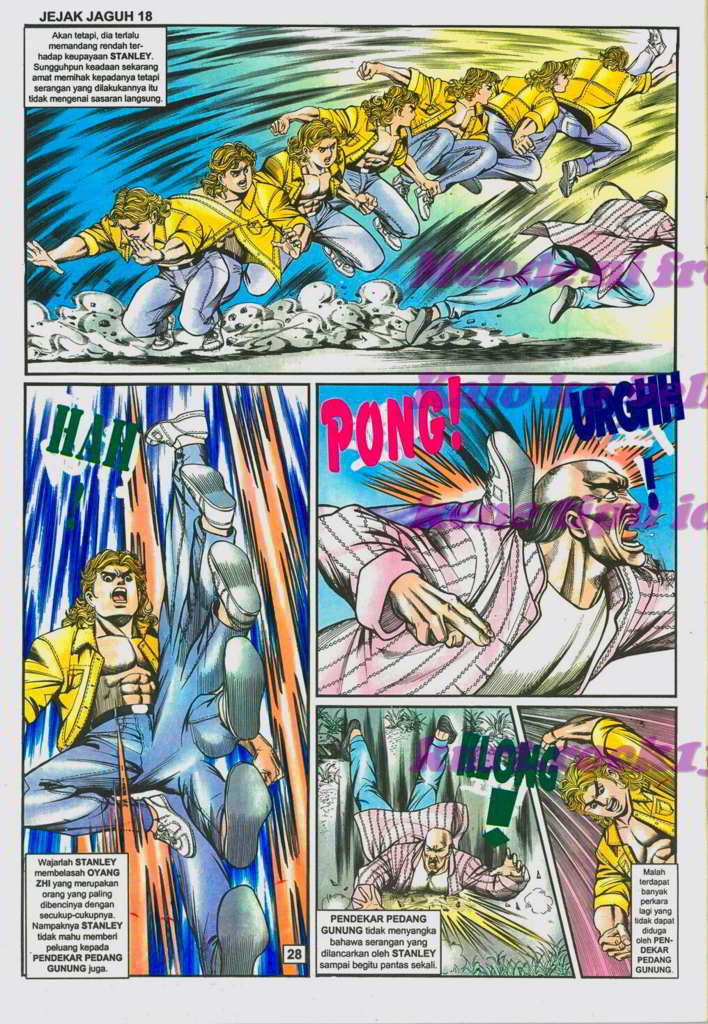 JEJAK JAGUH 18
Akan tetapi, dia terlalu
memandang rendah ter-
hadap keupayaan STANLEY.
Sungguhpun keadaan sekarang
amat memihak kepadanya tetapi
serangan yang dilakukannya itu
tidak mengenai sasaran langsung.
HAH
!
PONG!
URGHH
!
Wajarlah STANLEY
membelasah OYANG
ZHI yang merupakan
orang yang paling
dibencinya dengan
secukup-cukupnya.
Nampaknya STANLEY
tidak mahu memberi
peluang kepada
PENDEKAR PEDANG
GUNUNG juga.
28
KLONG
!
PENDEKAR PEDANG
GUNUNG tidak menyangka
bahawa serangan yang
dilancarkan oleh STANLEY
sampai begitu pantas sekali.
Malah
terdapat
banyak
perkara
lagi yang
tidak dapat
diduga
oleh PEN-
DEKAR
PEDANG
GUNUNG.